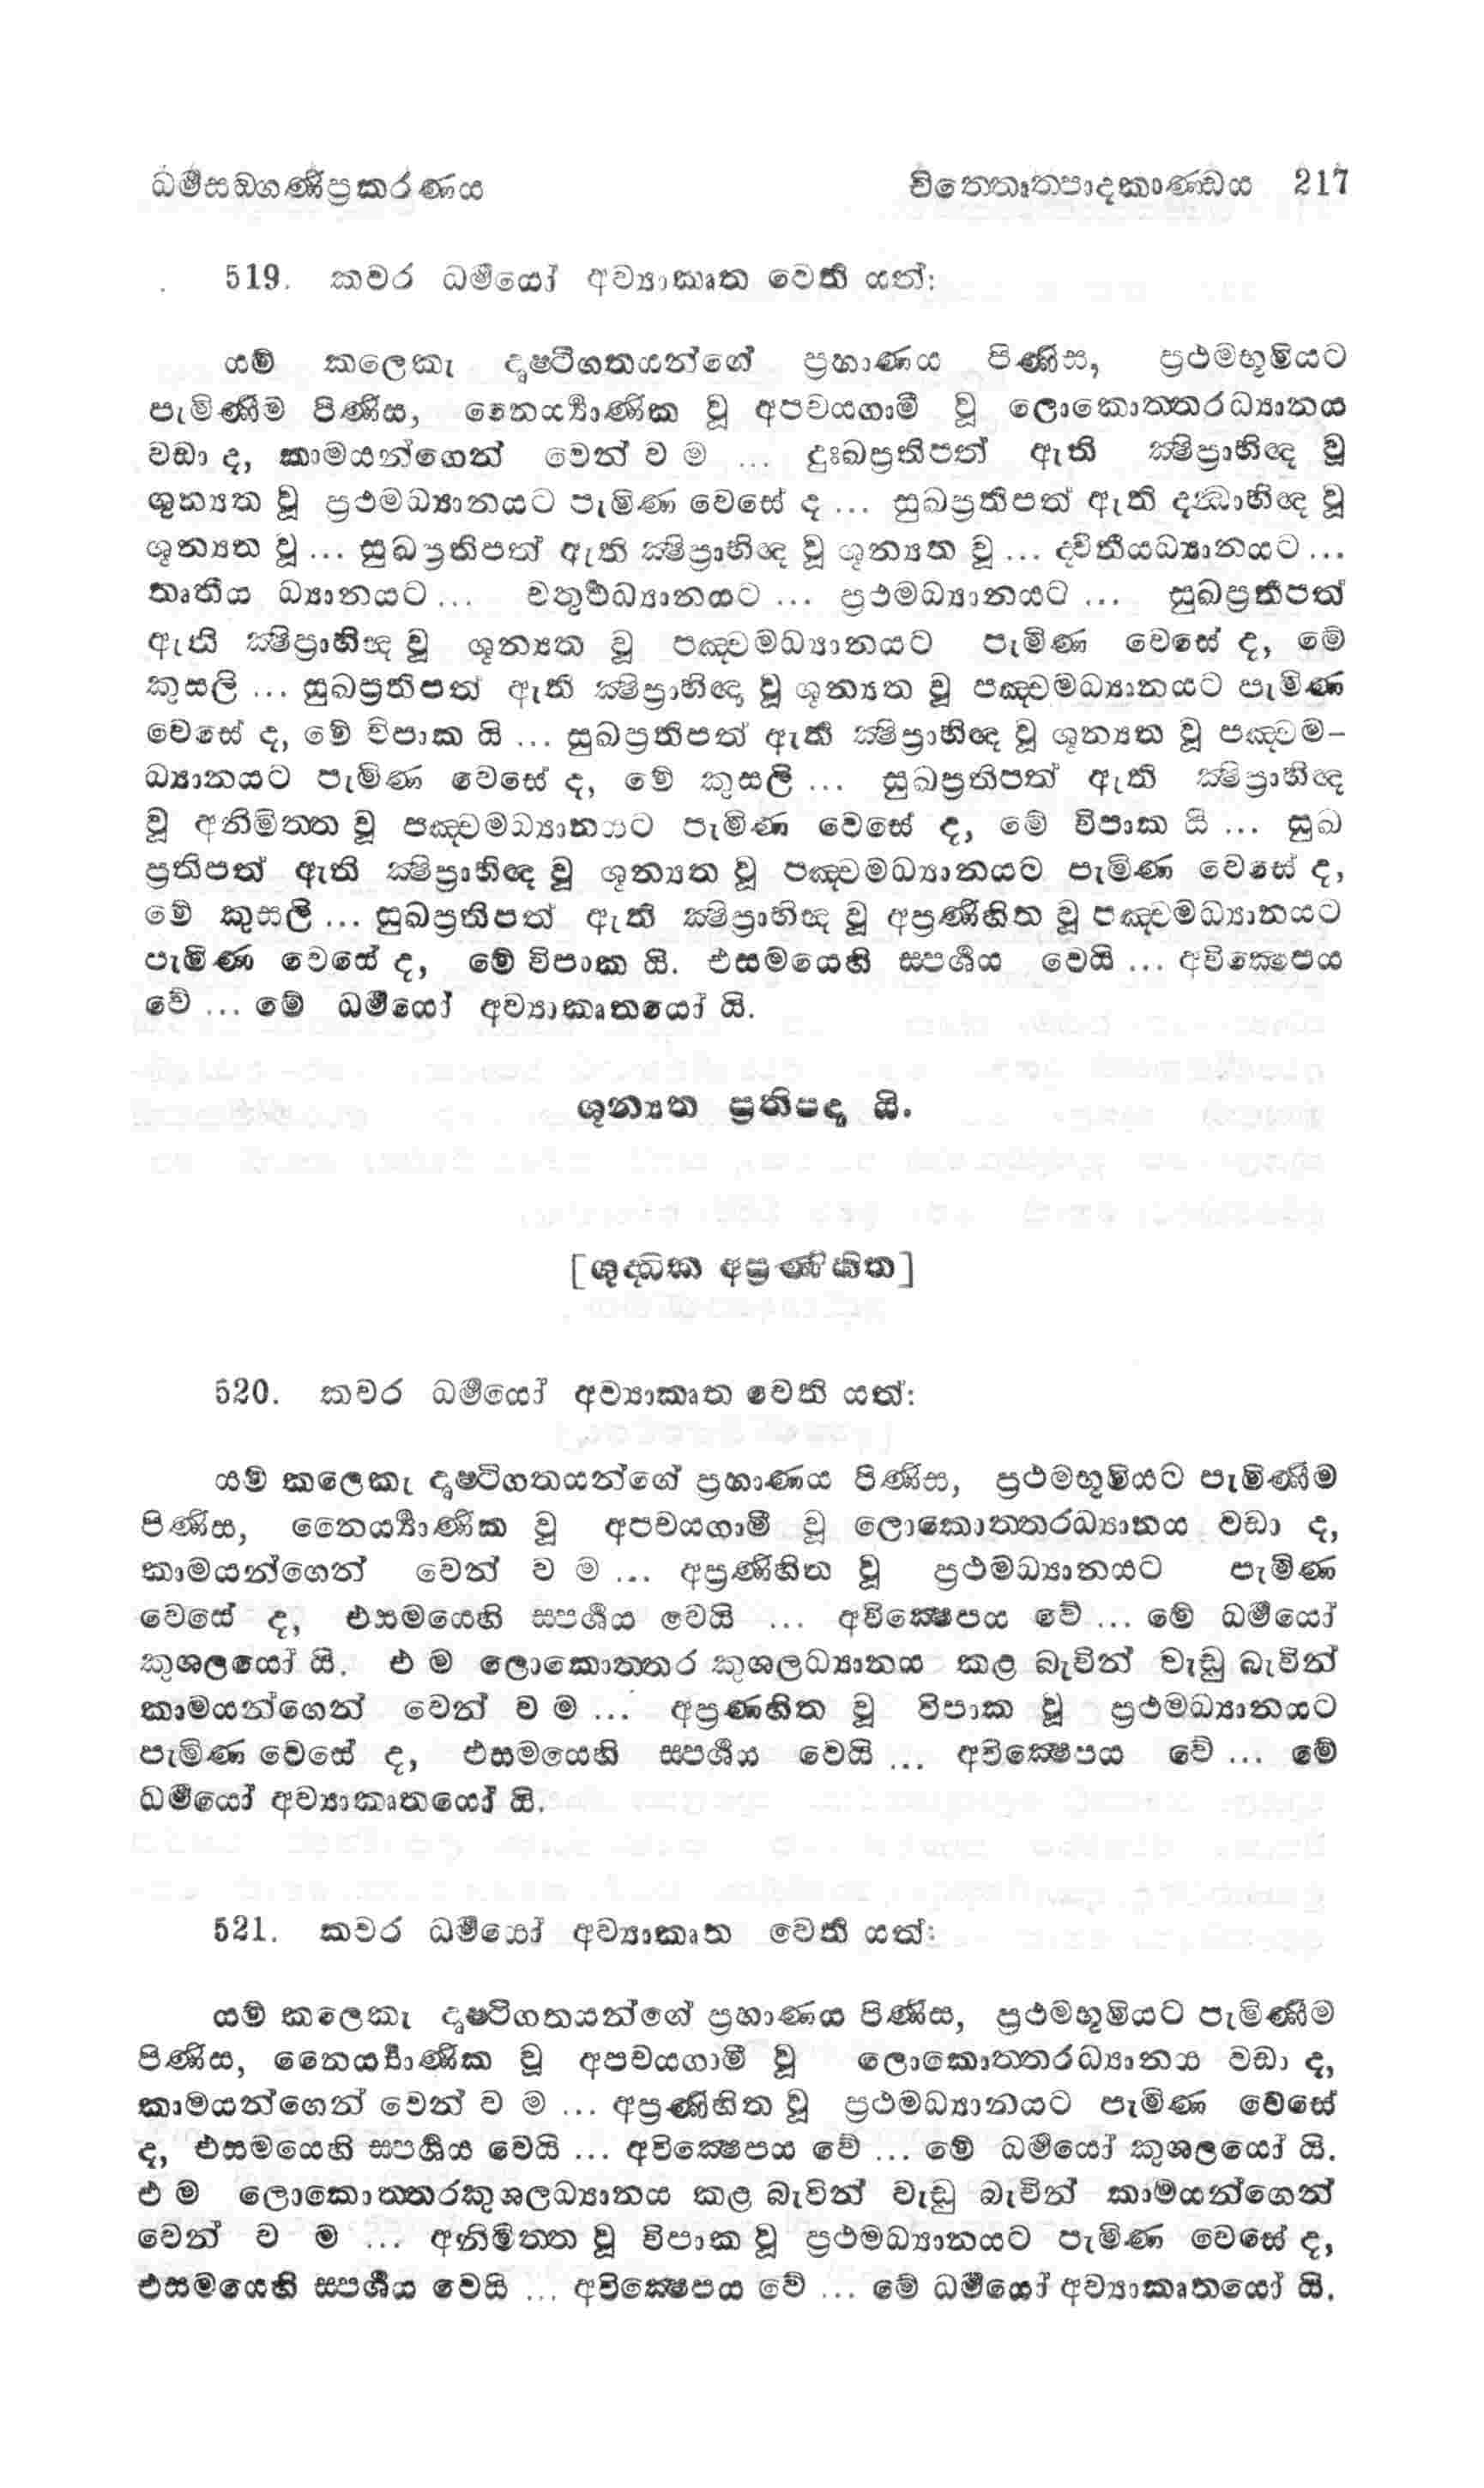 ධර්මසඞ්ගණීප්‍රකරණය චිත්තෝත්පාදකාණ්ඩය 217
519. කවර ධර්මයෝ අව්‍යාකෘත වෙති යත්:
යම් කලෙකැ දෘෂ්ටිගතයන්ගේ ප්‍රහාණය පිණිස, ප්‍රථමභූමියට
පැමිණීම පිණිස, නෛර්‍ය්‍යාණික වූ අපචයගාමී වූ ලොකොත්තරධ්‍යානය
වඩා ද, කාමයන්ගෙන් වෙන් ව ම ... දුඃඛප්‍රතිපත් ඇති ක්‍ෂිප්‍රාභිඥ වූ
ශූන්‍යත වූ ප්‍රථමධ්‍යානයට පැමිණ වෙසේ ද ... සුඛප්‍රතිපත් ඇති දන්ධාභිඥ වූ
ශූන්‍යත වූ ... සුඛප්‍රතිපත් ඇති ක්‍ෂිප්‍රාභිඥ වූ ශූන්‍යත වූ ... ද්විතීයධ්‍යානයට ...
තෘතීය ධ්‍යානයට ... චතුර්ථධ්‍යානයට ... ප්‍රථමධ්‍යානයට ... සුඛප්‍රතිපත්
ඇති ක්‍ෂිප්‍රාභිඥ වූ ශූන්‍යත වූ පඤ්චමධ්‍යානයට පැමිණ වෙසේ ද, මේ
කුසලි ... සුඛප්‍රතිපත් ඇති ක්‍ෂිප්‍රාභිඥ වූ ශූන්‍යත වූ පඤ්චමධ්‍යානයට පැමිණ
වෙසේ ද, මේ විපාක යි ... සුඛප්‍රතිපත් ඇති ක්‍ෂිප්‍රාභිඥ වූ ශූන්‍යත වූ පඤ්චම-
ධ්‍යානයට පැමිණ වෙසේ ද, මේ කුසලි ... සුඛප්‍රතිපත් ඇති ක්‍ෂිප්‍රාභිඥ
වූ අනිමිත්ත වූ පඤ්චමධ්‍යානයට පැමිණ වෙසේ ද, මේ විපාක යි ... සුඛ
ප්‍රතිපත් ඇති ක්‍ෂිප්‍රාභිඥ වූ ශූන්‍යත වූ පඤ්චමධ්‍යානයට පැමිණ වෙසේ ද,
මේ කුසලි ... සුඛප්‍රතිපත් ඇති ක්‍ෂිප්‍රාභිඥ වූ අප්‍රණිහිත වූ පඤ්චමධ්‍යානයට
පැමිණ වෙසේ ද, මේ විපාක යි. එසමයෙහි ස්පර්‍ශය වෙයි ... අවික්‍ෂෙපය
වේ ... මේ ධර්මයෝ අව්‍යාකෘතයෝ යි.
ශූන්‍යත ප්‍රතිපදා යි.
[ශුද්ධික අප්‍රණිහිත]
520. කවර ධර්මයෝ අව්‍යාකෘත වෙති යත්:
යම් කලෙකැ දෘෂ්ටිගතයන්ගේ ප්‍රහාණය පිණිස, ප්‍රථමභූමියට පැමිණීම
පිණිස, නෛර්‍ය්‍යාණික වූ අපචයගාමී වූ ලොකොත්තරධ්‍යානය වඩා ද,
කාමයන්ගෙන් වෙන් ව ම ... අප්‍රණිහිත වූ ප්‍රථමධ්‍යානයට පැමිණ
වෙසේ ද, එසමයෙහි ස්පර්‍ශය වෙයි ... අවික්‍ෂෙපය වේ ... මේ ධර්මයෝ
කුශලයෝ යි. එ ම ලොකොත්තර කුශලධ්‍යානය කළ බැවින් වැඩු බැවින්
කාමයන්ගෙන් වෙන් ව ම ... අප්‍රණහිත වූ විපාක වූ ප්‍රථමධ්‍යානයට
පැමිණ වෙසේ ද, එසමයෙහි ස්පර්‍ශය වෙයි ... අවික්‍ෂෙපය වේ ... මේ
ධර්මයෝ අව්‍යාකෘතයෝ යි.
521. කවර ධර්මයෝ අව්‍යාකෘත වෙති යත්:
යම් කලෙකැ දෘෂ්ටිගතයන්ගේ ප්‍රහාණය පිණිස, ප්‍රථමභූමියට පැමිණීම
පිණිස, නෛර්‍ය්‍යාණික වූ අපචයගාමී වූ ලොකොත්තරධ්‍යානය වඩා ද,
කාමයන්ගෙන් වෙන් ව ම ... අප්‍රණිහිත වූ ප්‍රථමධ්‍යානයට පැමිණ වෙසේ
ද, එසමයෙහි ස්පර්‍ශය වෙයි ... අවික්‍ෂෙපය වේ ... මේ ධර්මයෝ කුශලයෝ යි.
එ ම ලොකොත්තරකුශලධ්‍යානය කළ බැවින් වැඩු බැවින් කාමයන්ගෙන්
වෙන් ව ම ... අනිමිත්ත වූ විපාක වූ ප්‍රථමධ්‍යානයට පැමිණ වෙසේ ද,
එසමයෙහි ස්පර්‍ශය වෙයි ... අවික්‍ෂෙපය වේ ... මේ ධර්මයෝ අව්‍යාකෘතයෝ යි.